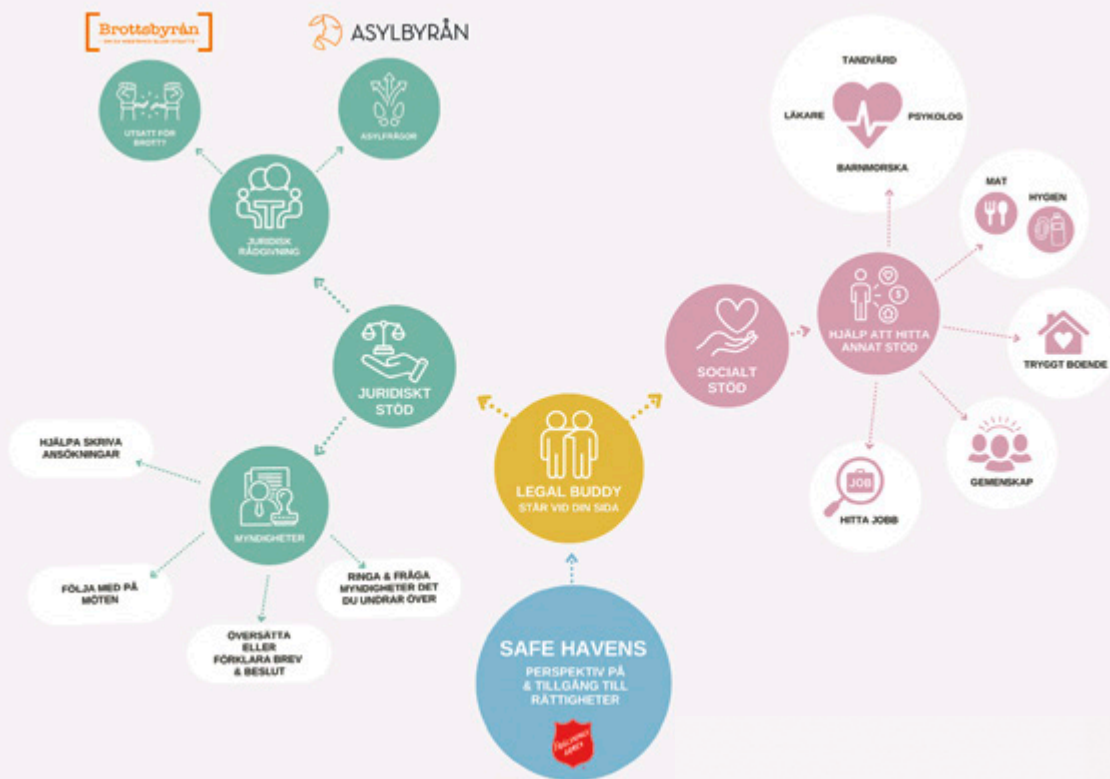 Brottsbyrån
ASYLBYRÅN
UTSATT FÖR
BROTT?
ASYLFRÅGOR
JURIDISK
RÅDGIVNING
JURIDISKT
STÖD
HJÄLPA SKRIVA
ANSÖKNINGAR
MYNDIGHETER
FÖLJA MED PÅ
MÖTEN
ÖVERSÄTTA
ELLER
FÖRKLARA BREV
& BESLUT
RINGA & FRÅGA
MYNDIGHETER DET
DU UNDRAR ÖVER
LEGAL BUDDY
STÅR VID DIN SIDA
SAFE HAVENS
PERSPEKTIV PÅ
& TILLGÅNG TILL
RÄTTIGHETER
SOCIALT
STÖD
HJÄLP ATT HITTA
ANNAT STÖD
TANDVÅRD
LÄKARE
PSYKOLOG
BARNMORSKA
MAT
HYGIEN
TRYGGT BOENDE
GEMENSKAP
JOB
HITTA JOBB